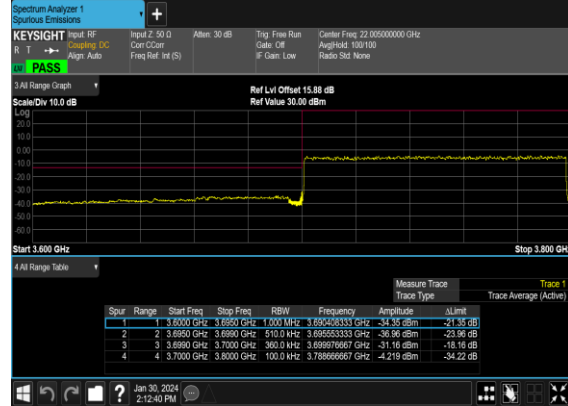 Spectrum Analyzer 1
Spurious Emissions
+
KEYSIGHT Input: RF Input Z: 50 Ω Atten: 30 dB Trig: Free Run Center Freq: 22.005000000 GHz
R T Coupling: DC Corr CCorr Gate: Off Avg|Hold: 100/100
Align: Auto Freq Ref: Int (S) IF Gain: Low Radio Std: None
PASS
3 All Range Graph Ref Lvl Offset 15.88 dB
Scale/Div 10.0 dB Ref Value 30.00 dBm
Log
20.0
10.0
0.00
-10.0
-20.0
-30.0
-40.0
-50.0
-60.0
Start 3.600 GHz Stop 3.800 GH
4 All Range Table
Measure Trace Trace 1
Trace Type Trace Average (Active)
Spur Range Start Freq Stop Freq RBW Frequency Amplitude ΔLimit
1 1 3.6000 GHz 3.6950 GHz 1.000 MHz 3.690408333 GHz -34.35 dBm -21.35 dB
2 2 3.6950 GHz 3.6990 GHz 510.0 kHz 3.695553333 GHz -36.96 dBm -23.96 dB
3 3 3.6990 GHz 3.7000 GHz 360.0 kHz 3.699976667 GHz -31.16 dBm -18.16 dB
4 4 3.7000 GHz 3.8000 GHz 100.0 kHz 3.788666667 GHz -4.219 dBm -34.22 dB
? Jan 30, 2024
2:12:40 PM